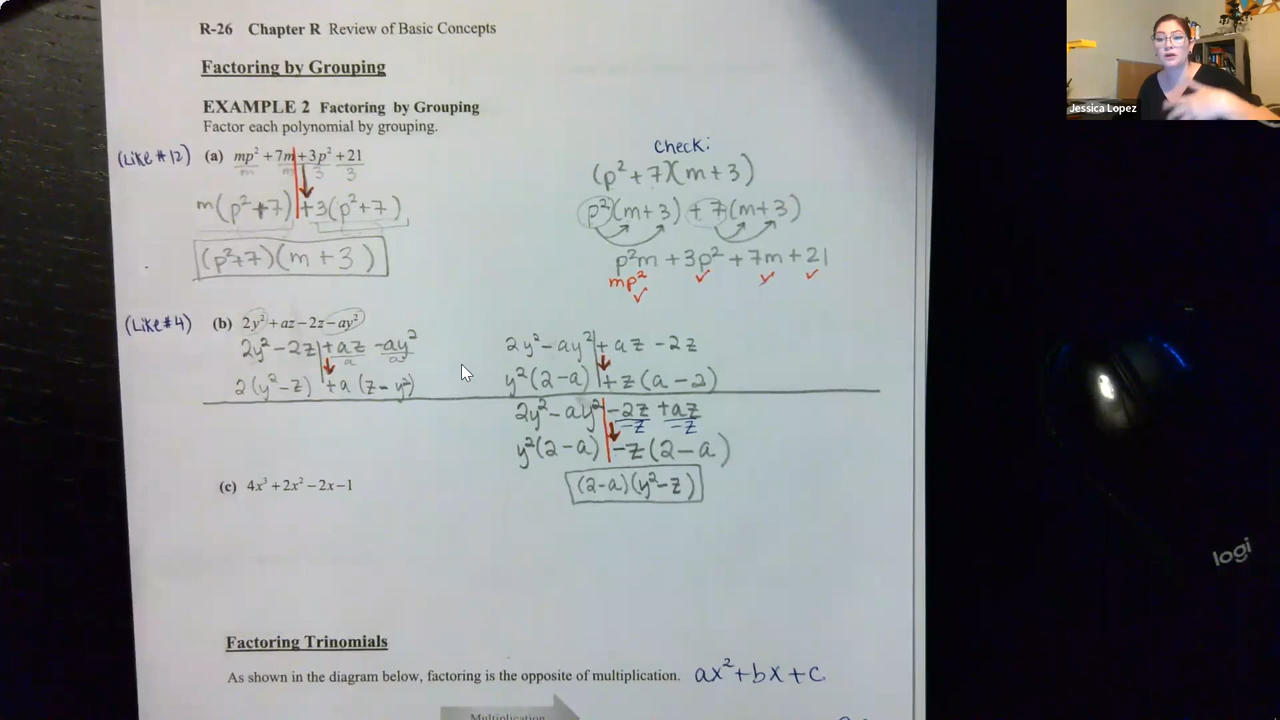 R-26 Chapter R Review of Basic Concepts
Jessica Lopez
Factoring by Grouping
EXAMPLE 2 Factoring by Grouping
Factor each polynomial by grouping.
(Like #12) (a) mp² + 7m + 3p² + 21
m m 3 3
m(p² + 7) + 3(p² + 7)
(p²+7)(m + 3)
Check:
(p² + 7)(m + 3)
p²(m + 3) + 7(m + 3)
p²m + 3p² + 7m + 21
mp²
(Like #4) (b) 2y² + az − 2z − ay²
2y² − 2z + az − ay²
a a
2(y² − z) + a(z − y²)
2y² − ay² + az − 2z
y²(2 − a) + z(a − 2)
2y² − ay² − 2z + az
−z −z
y²(2 − a) − z(2 − a)
(2−a)(y²−z)
(c) 4x³ + 2x² − 2x − 1
logi
Factoring Trinomials
As shown in the diagram below, factoring is the opposite of multiplication. ax² + bx + c
Multiplication